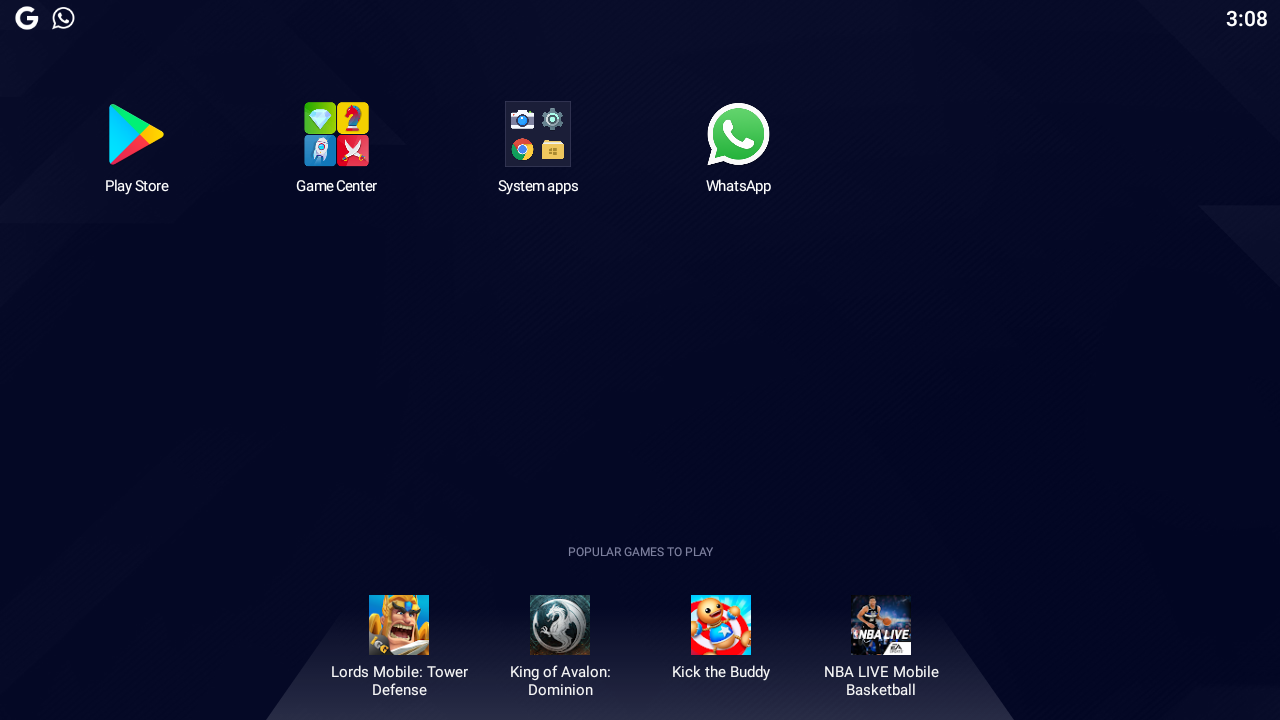 3:08
Play Store
Game Center
System apps
WhatsApp
POPULAR GAMES TO PLAY
NBA LIVE
Lords Mobile: Tower
Defense
King of Avalon:
Dominion
Kick the Buddy
NBA LIVE Mobile
Basketball